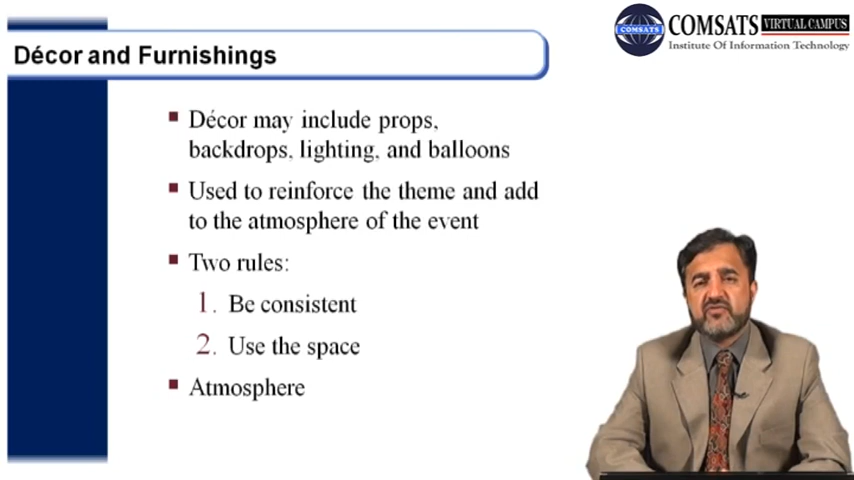 COMSATS VIRTUAL CAMPUS
COMSATS
Institute Of Information Technology
Décor and Furnishings
■ Décor may include props,
backdrops, lighting, and balloons
■ Used to reinforce the theme and add
to the atmosphere of the event
■ Two rules:
1. Be consistent
2. Use the space
■ Atmosphere